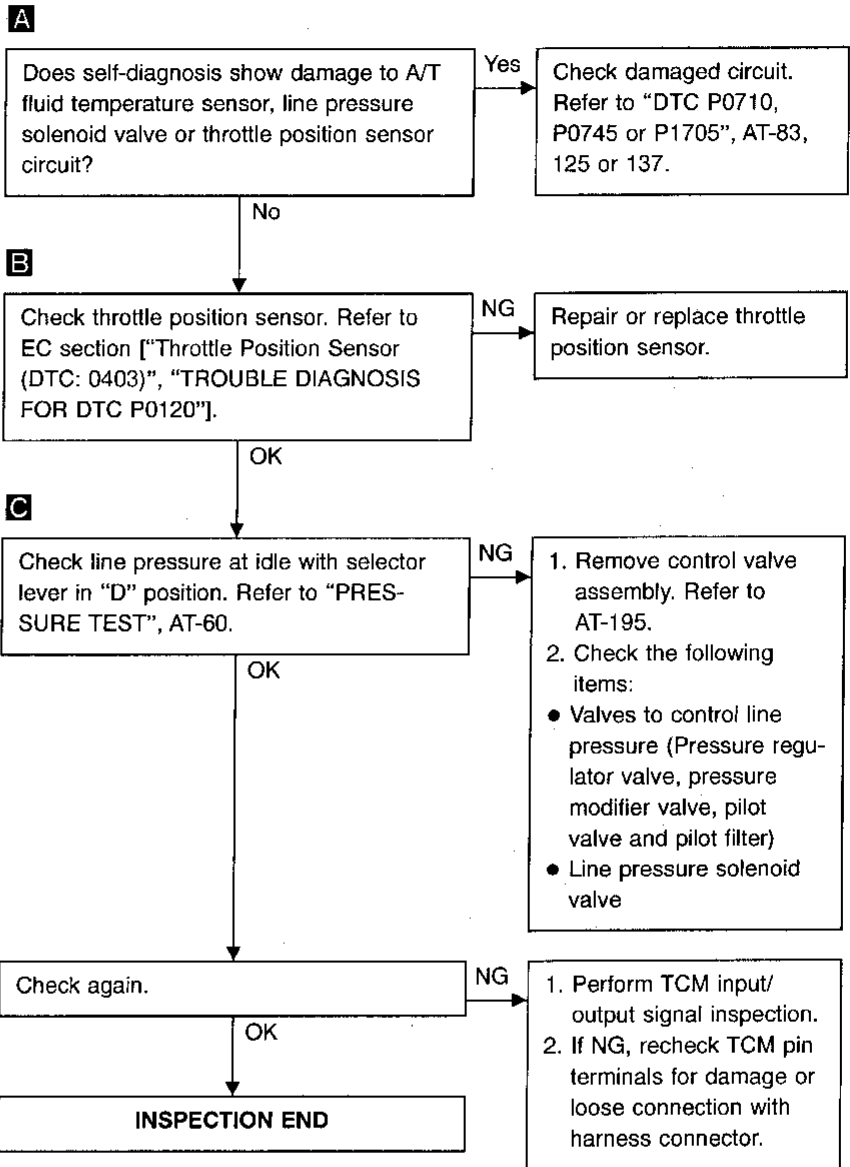 A
Does self-diagnosis show damage to A/T
fluid temperature sensor, line pressure
solenoid valve or throttle position sensor
circuit?
Yes
Check damaged circuit.
Refer to “DTC P0710,
P0745 or P1705”, AT-83,
125 or 137.
No
B
Check throttle position sensor. Refer to
EC section [“Throttle Position Sensor
(DTC: 0403)”, “TROUBLE DIAGNOSIS
FOR DTC P0120”].
NG
Repair or replace throttle
position sensor.
OK
C
Check line pressure at idle with selector
lever in “D” position. Refer to “PRES-
SURE TEST”, AT-60.
NG
1. Remove control valve
assembly. Refer to
AT-195.
2. Check the following
items:
● Valves to control line
pressure (Pressure regu-
lator valve, pressure
modifier valve, pilot
valve and pilot filter)
● Line pressure solenoid
valve
OK
Check again.
NG
1. Perform TCM input/
output signal inspection.
2. If NG, recheck TCM pin
terminals for damage or
loose connection with
harness connector.
OK
INSPECTION END